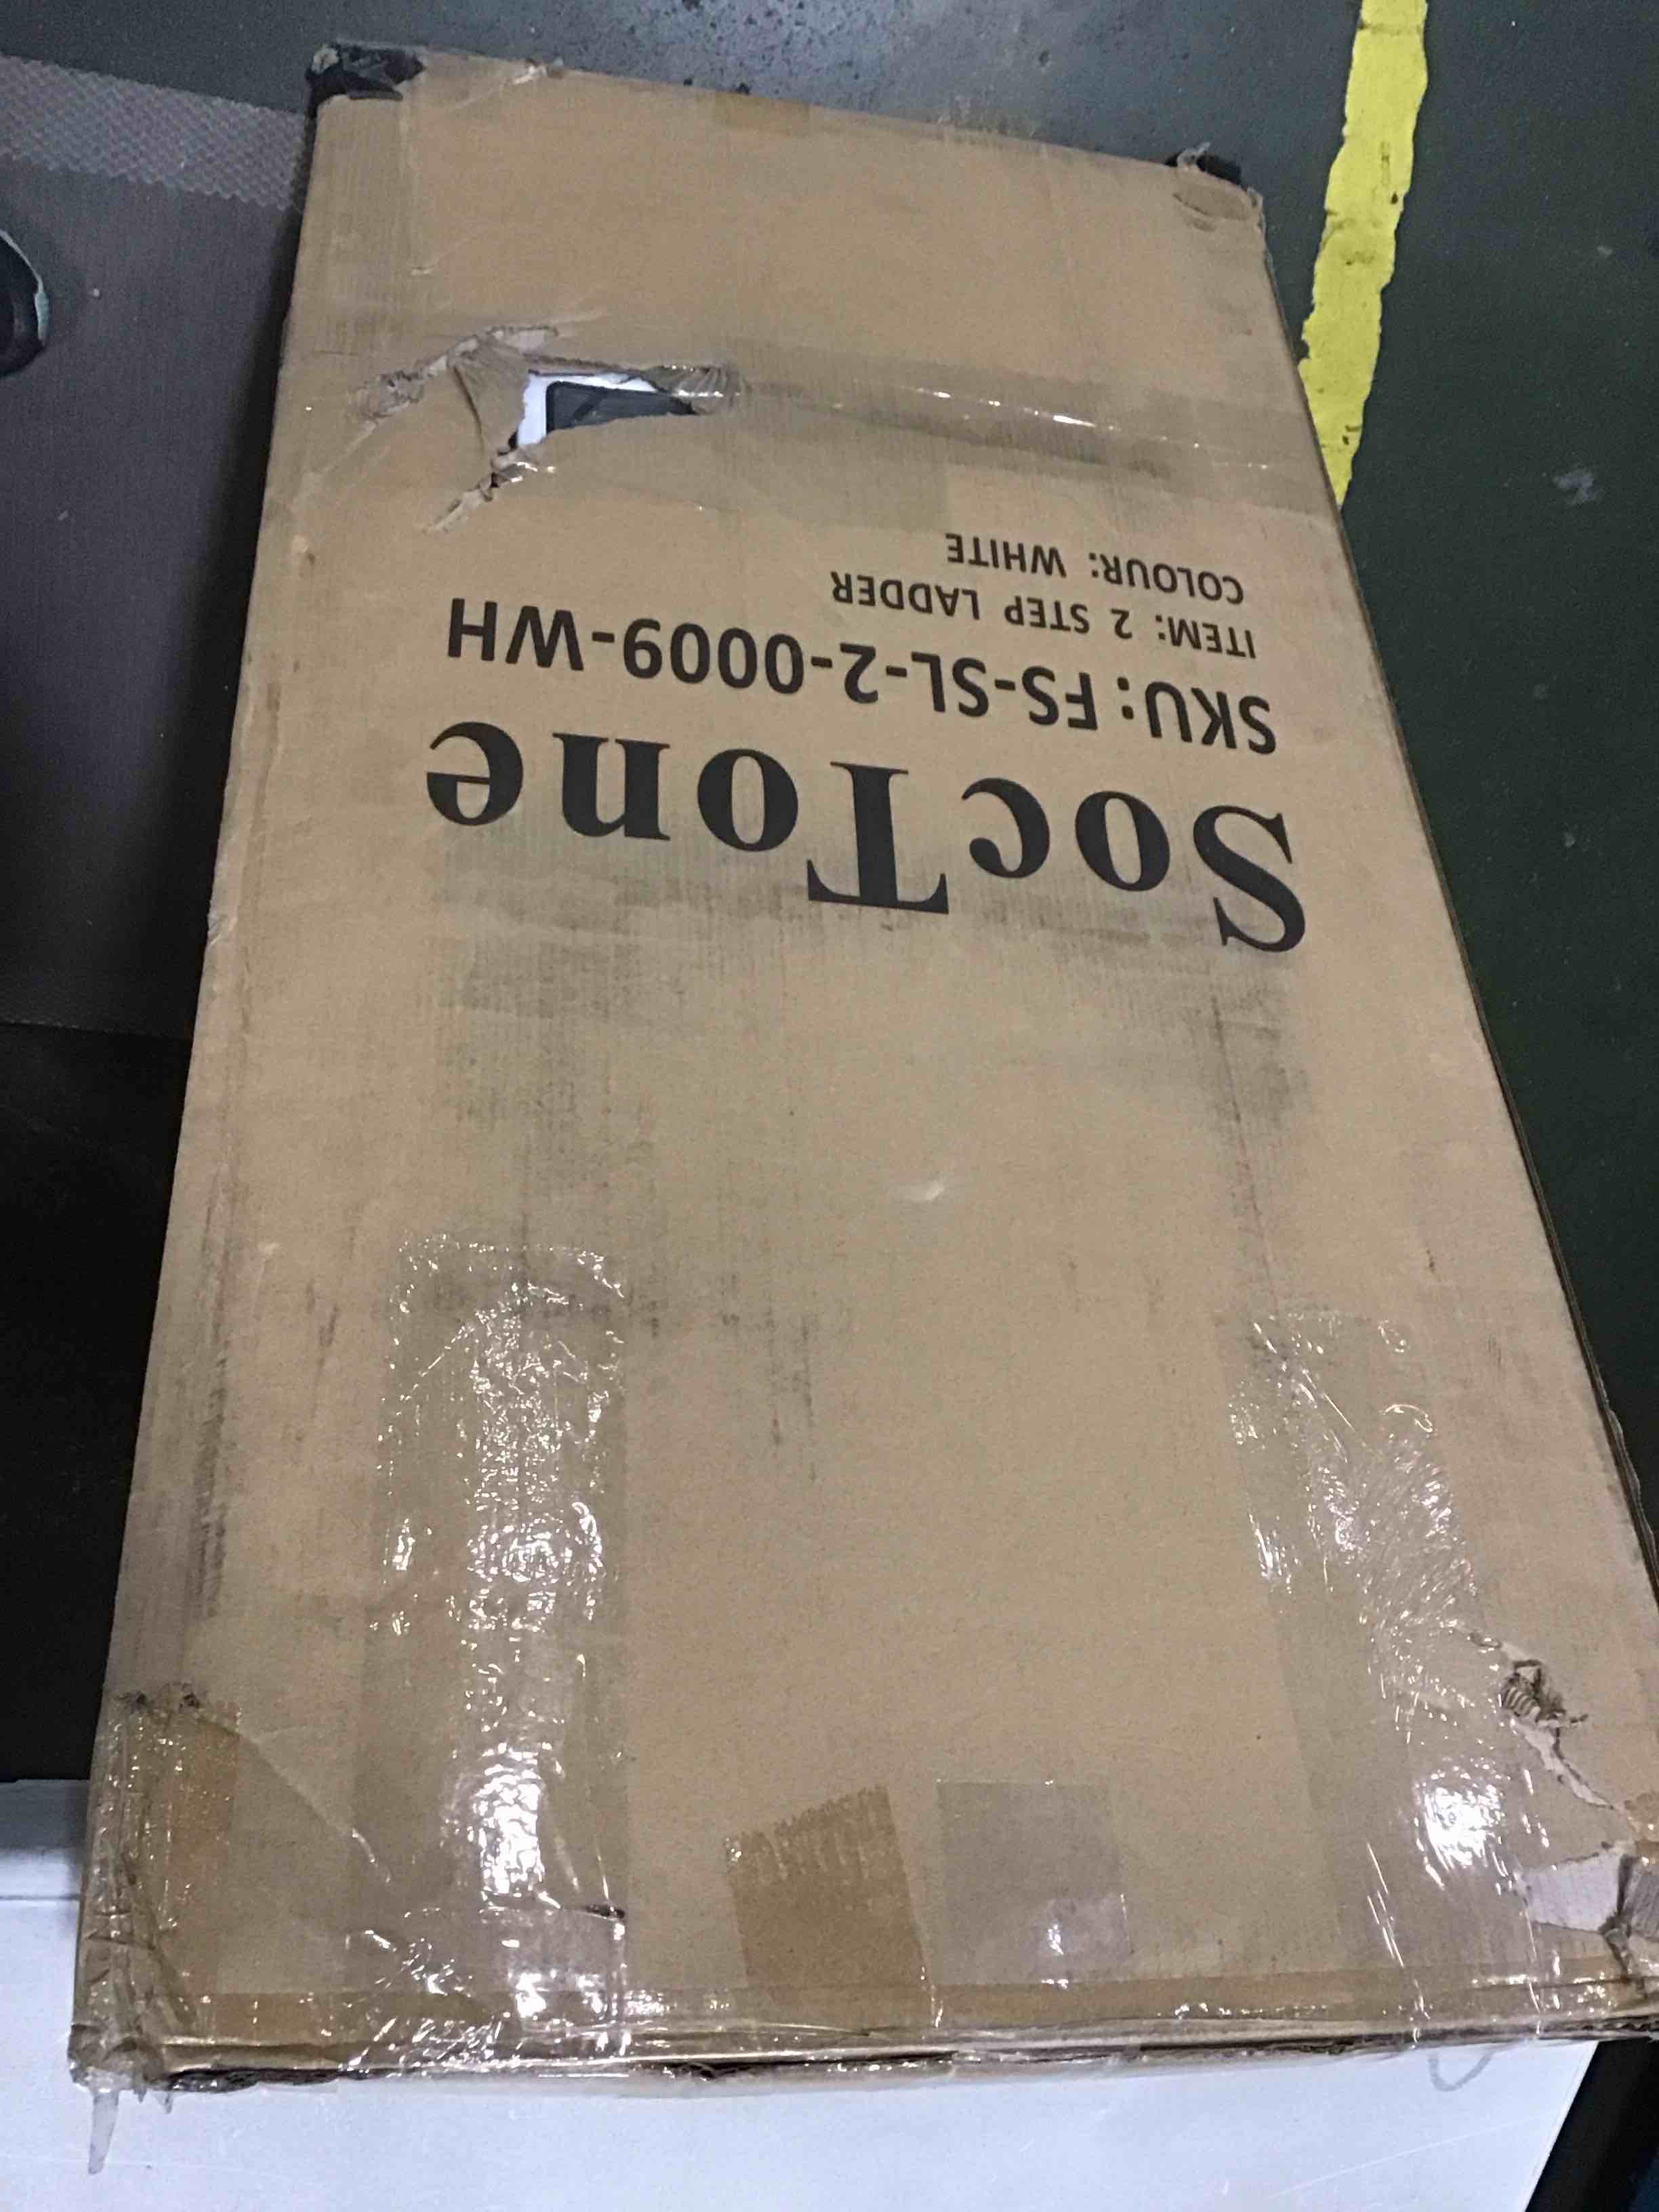 SocTone
SKU: FS-SL-2-0009-WH
ITEM: 2 STEP LADDER
COLOUR: WHITE